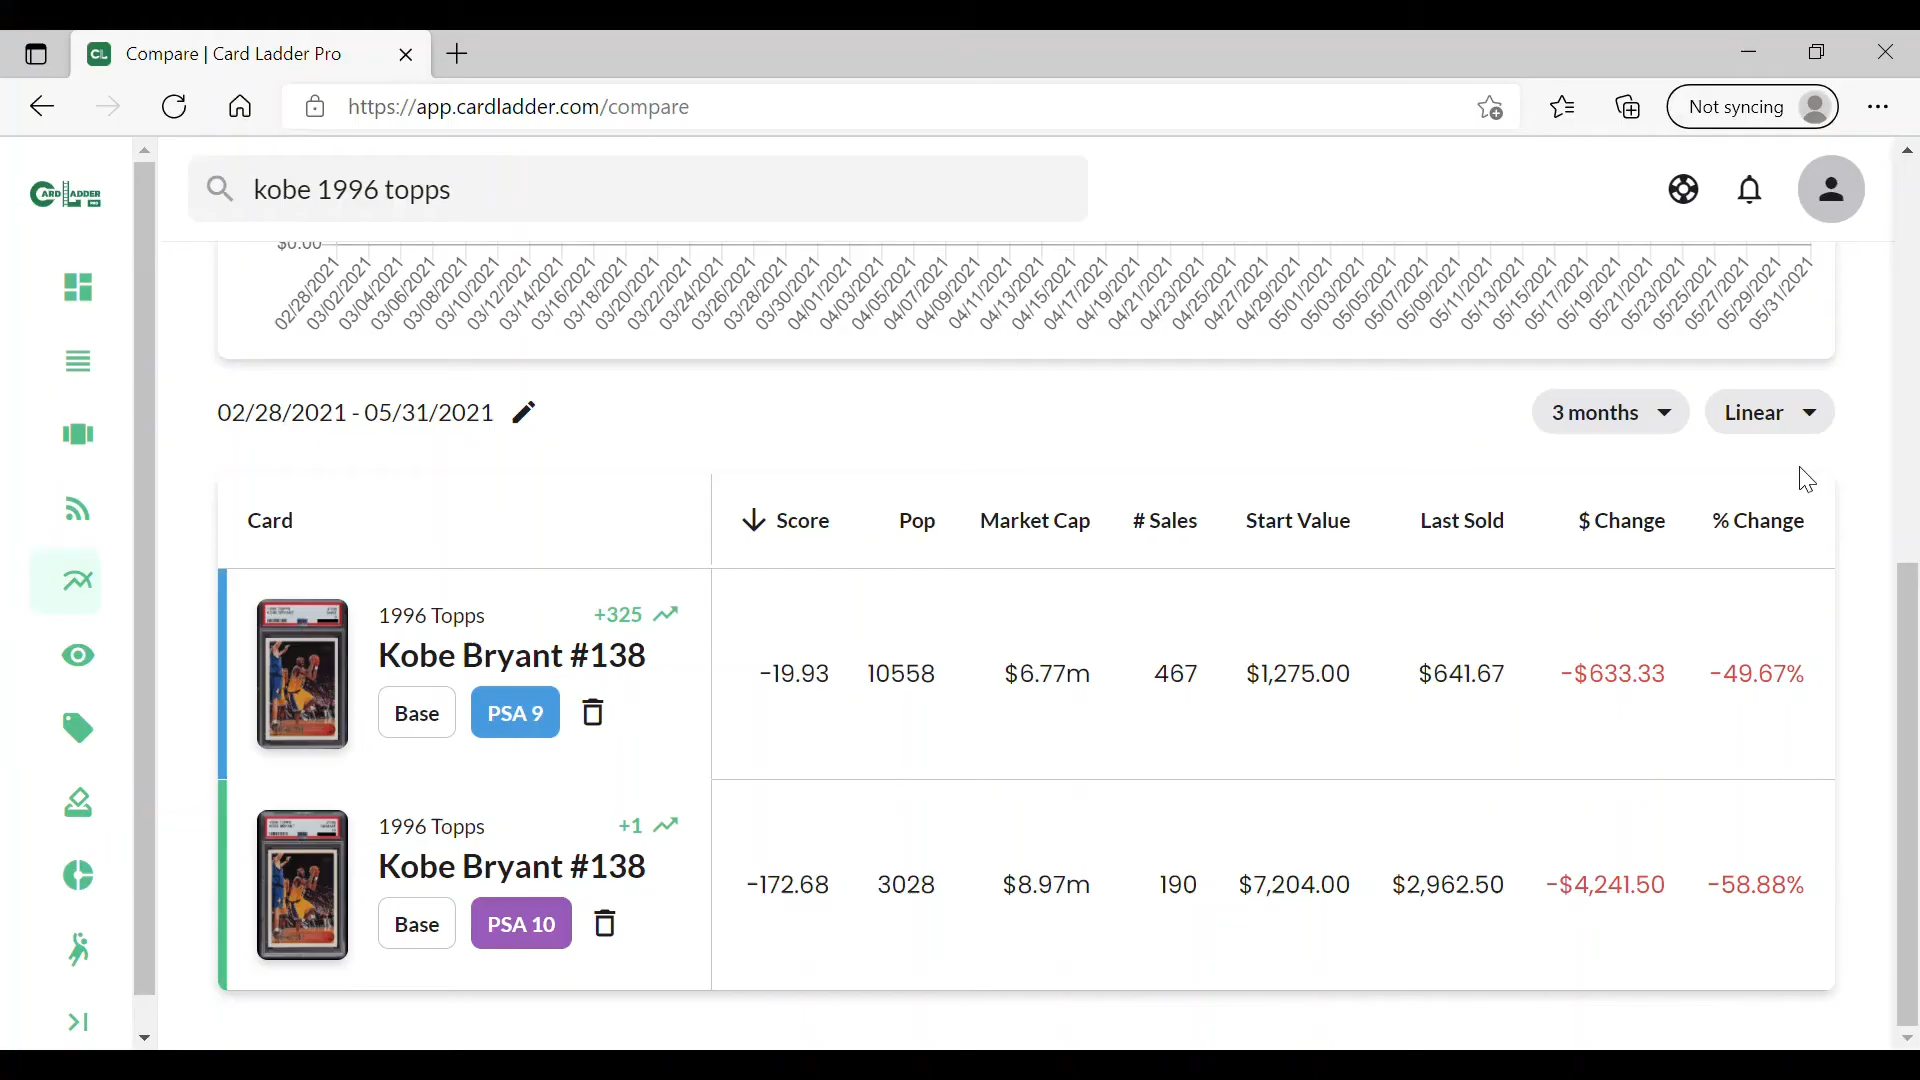 Compare | Card Ladder Pro
https://app.cardladder.com/compare
Not syncing
CARD LADDER
kobe 1996 topps
$0.00
02/28/2021 03/02/2021 03/04/2021 03/06/2021 03/08/2021 03/10/2021 03/12/2021 03/14/2021 03/16/2021 03/18/2021 03/20/2021 03/22/2021 03/24/2021 03/26/2021 03/28/2021 03/30/2021 04/01/2021 04/03/2021 04/05/2021 04/07/2021 04/09/2021 04/11/2021 04/13/2021 04/15/2021 04/17/2021 04/19/2021 04/21/2021 04/23/2021 04/25/2021 04/27/2021 04/29/2021 05/01/2021 05/03/2021 05/05/2021 05/07/2021 05/09/2021 05/11/2021 05/13/2021 05/15/2021 05/17/2021 05/19/2021 05/21/2021 05/23/2021 05/25/2021 05/27/2021 05/29/2021 05/31/2021
02/28/2021 - 05/31/2021 3 months Linear
Card Score Pop Market Cap # Sales Start Value Last Sold $ Change % Change
1996 Topps +325
Kobe Bryant #138
Base PSA 9
-19.93 10558 $6.77m 467 $1,275.00 $641.67 -$633.33 -49.67%
1996 Topps +1
Kobe Bryant #138
Base PSA 10
-172.68 3028 $8.97m 190 $7,204.00 $2,962.50 -$4,241.50 -58.88%